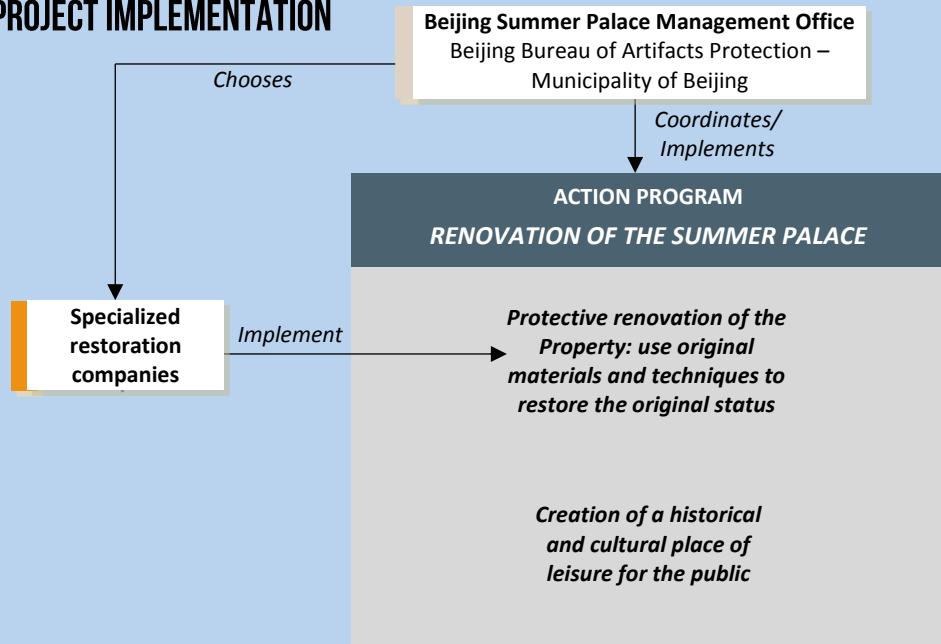 PROJECT IMPLEMENTATION
Beijing Summer Palace Management Office
Beijing Bureau of Artifacts Protection –
Municipality of Beijing
Chooses
Coordinates/
Implements
ACTION PROGRAM
RENOVATION OF THE SUMMER PALACE
Specialized
restoration
companies
Implement
Protective renovation of the
Property: use original
materials and techniques to
restore the original status
Creation of a historical
and cultural place of
leisure for the public